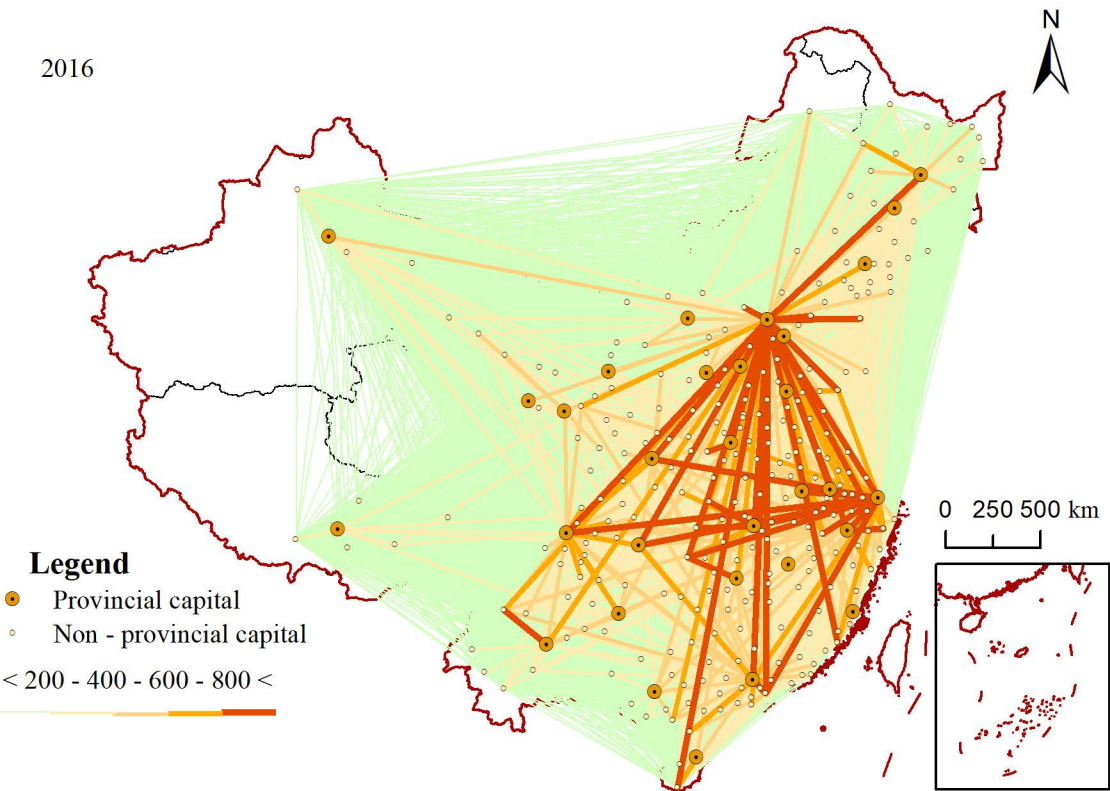 2016
N
0 250 500 km
Legend
Provincial capital
Non - provincial capital
< 200 - 400 - 600 - 800 <